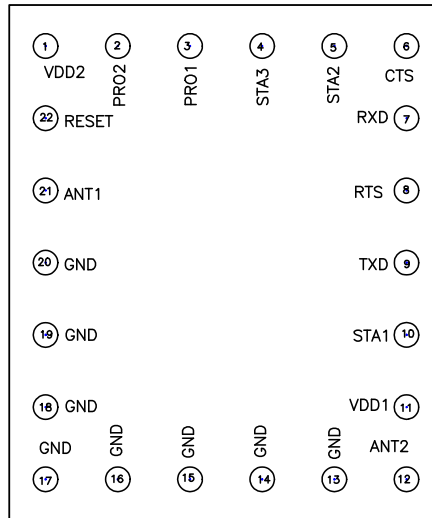 1 2 3 4 5 6
VDD2 PRO2 PRO1 STA3 STA2 CTS
22 RESET RXD 7
21 ANT1 RTS 8
20 GND TXD 9
19 GND STA1 10
18 GND VDD1 11
GND GND GND GND GND ANT2
17 16 15 14 13 12